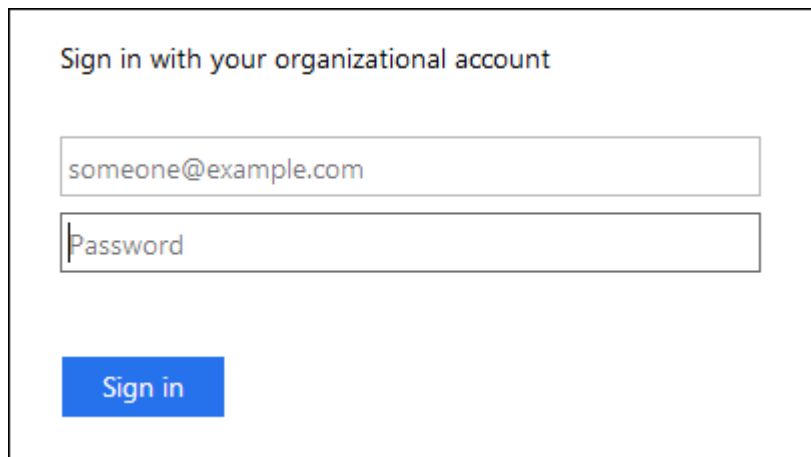 Sign in with your organizational account
someone@example.com
Password
Sign in